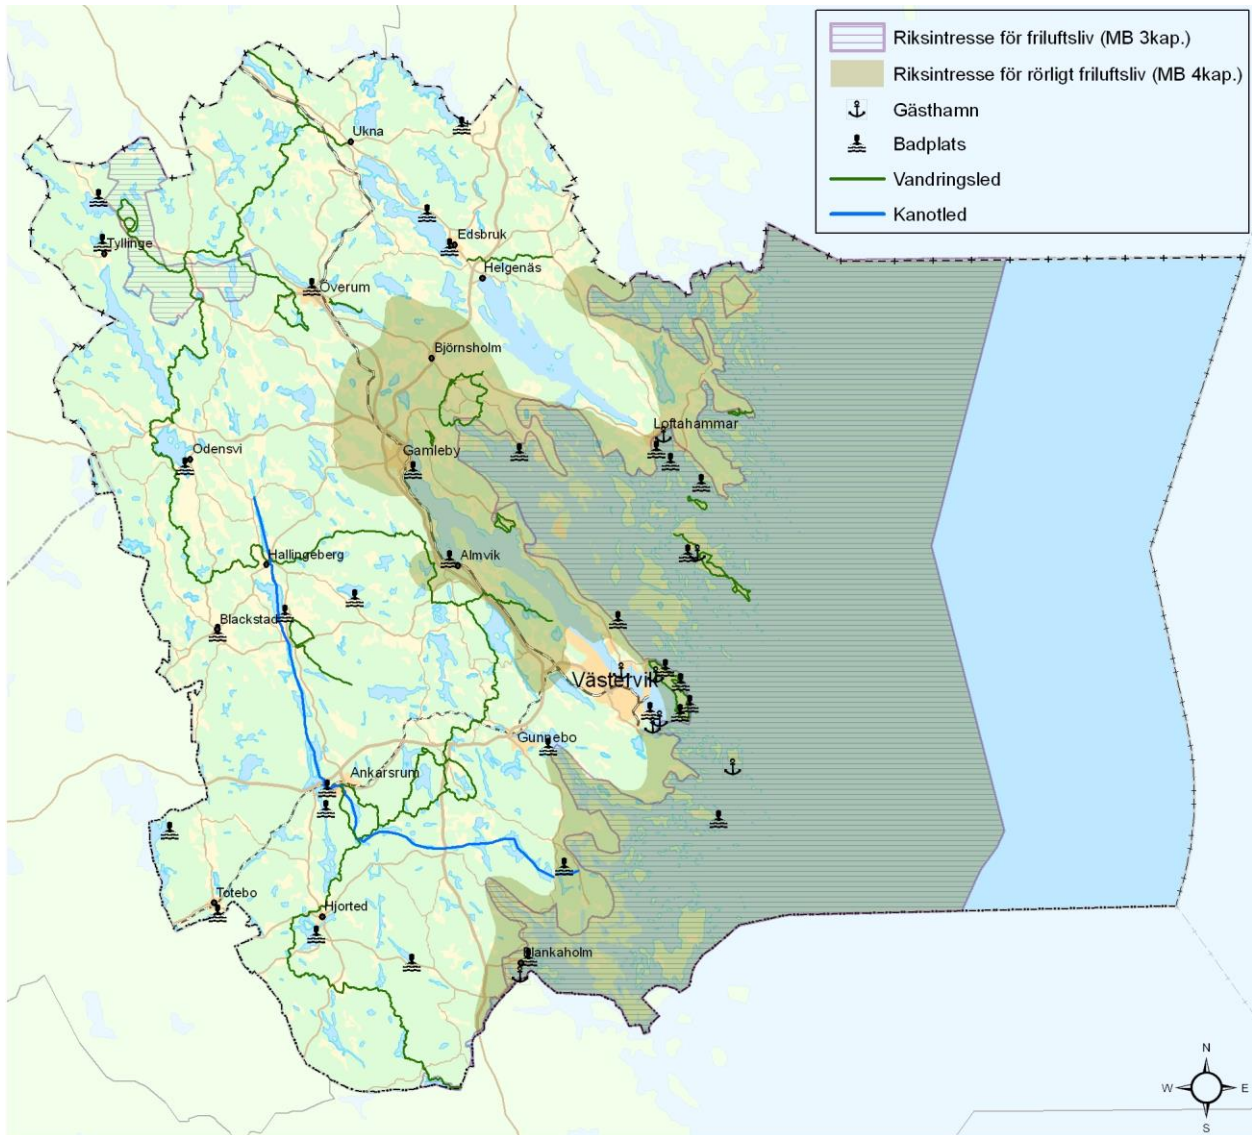 Riksintresse för friluftsliv (MB 3kap.)
Riksintresse för rörligt friluftsliv (MB 4kap.)
Gästhamn
Badplats
Vandringsled
Kanotled
Ukna
Tyllinge
Edsbruk
Helgenäs
Överum
Björnsholm
Loftahammar
Odensvi
Gamleby
Hallingeberg
Almvik
Blackstad
Västervik
Gunnebo
Ankarsrum
Totebo
Hjorted
Blankaholm
N
W E
S